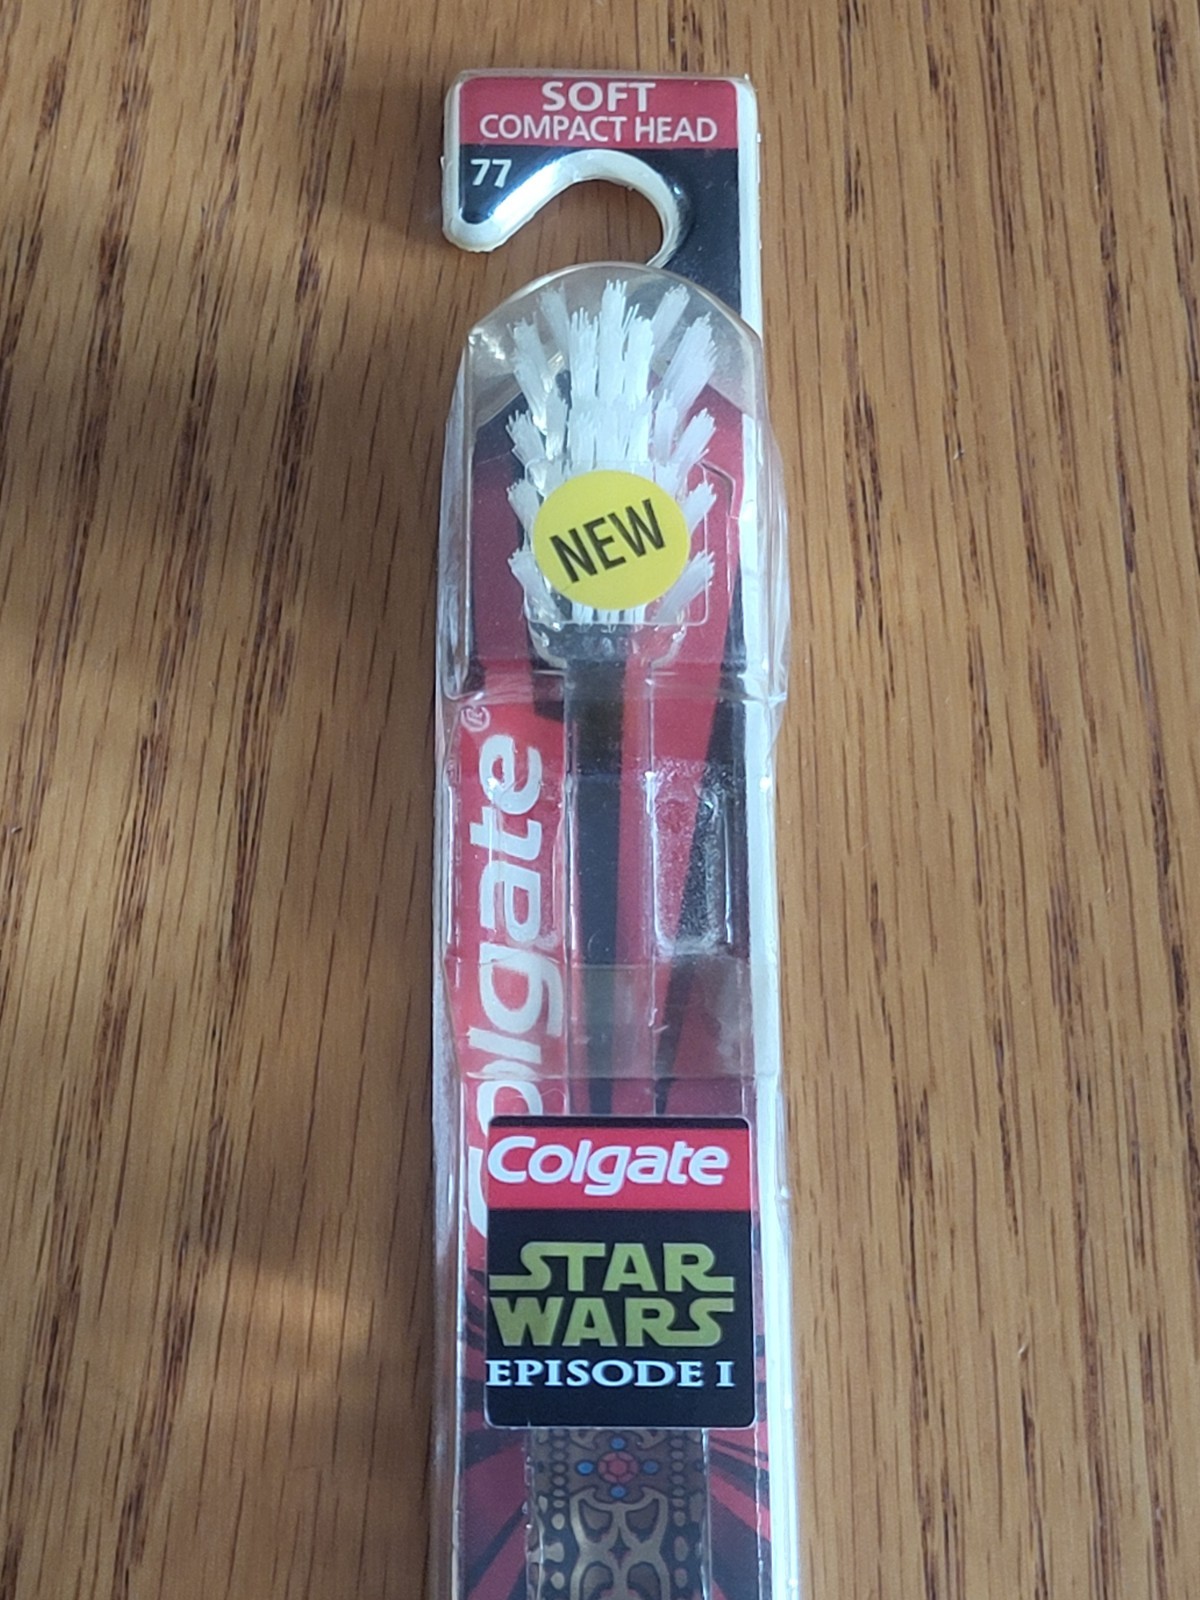 SOFT
COMPACT HEAD
77
NEW
Colgate®
Colgate
STAR
WARS
EPISODE I